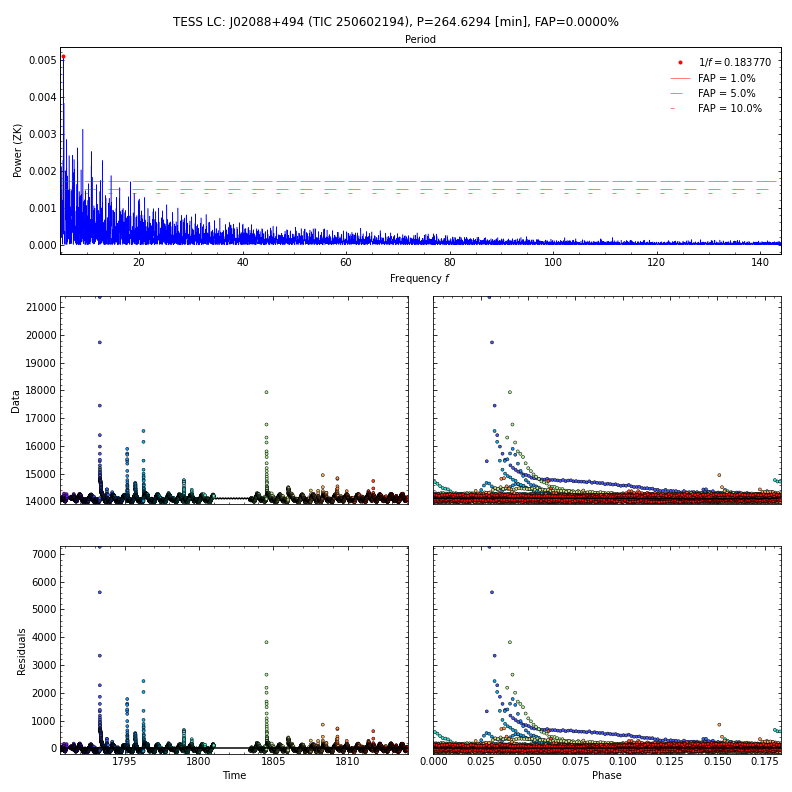 TESS LC: J02088+494 (TIC 250602194), P=264.6294 [min], FAP=0.0000%
Period
0.005
0.004
0.003
0.002
0.001
0.000
Power (ZK)
1/f = 0.183770
FAP = 1.0%
FAP = 5.0%
FAP = 10.0%
20 40 60 80 100 120 140
Frequency f
21000
20000
19000
18000
17000
16000
15000
14000
Data
7000
6000
5000
4000
3000
2000
1000
0
Residuals
1795 1800 1805 1810
Time
0.000 0.025 0.050 0.075 0.100 0.125 0.150 0.175
Phase